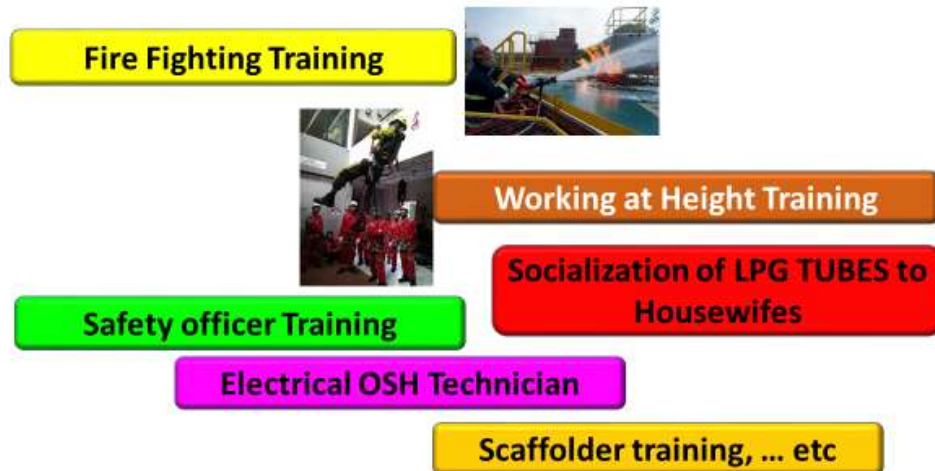 Fire Fighting Training
Working at Height Training
Socialization of LPG TUBES to
Housewifes
Safety officer Training
Electrical OSH Technician
Scaffolder training, ... etc